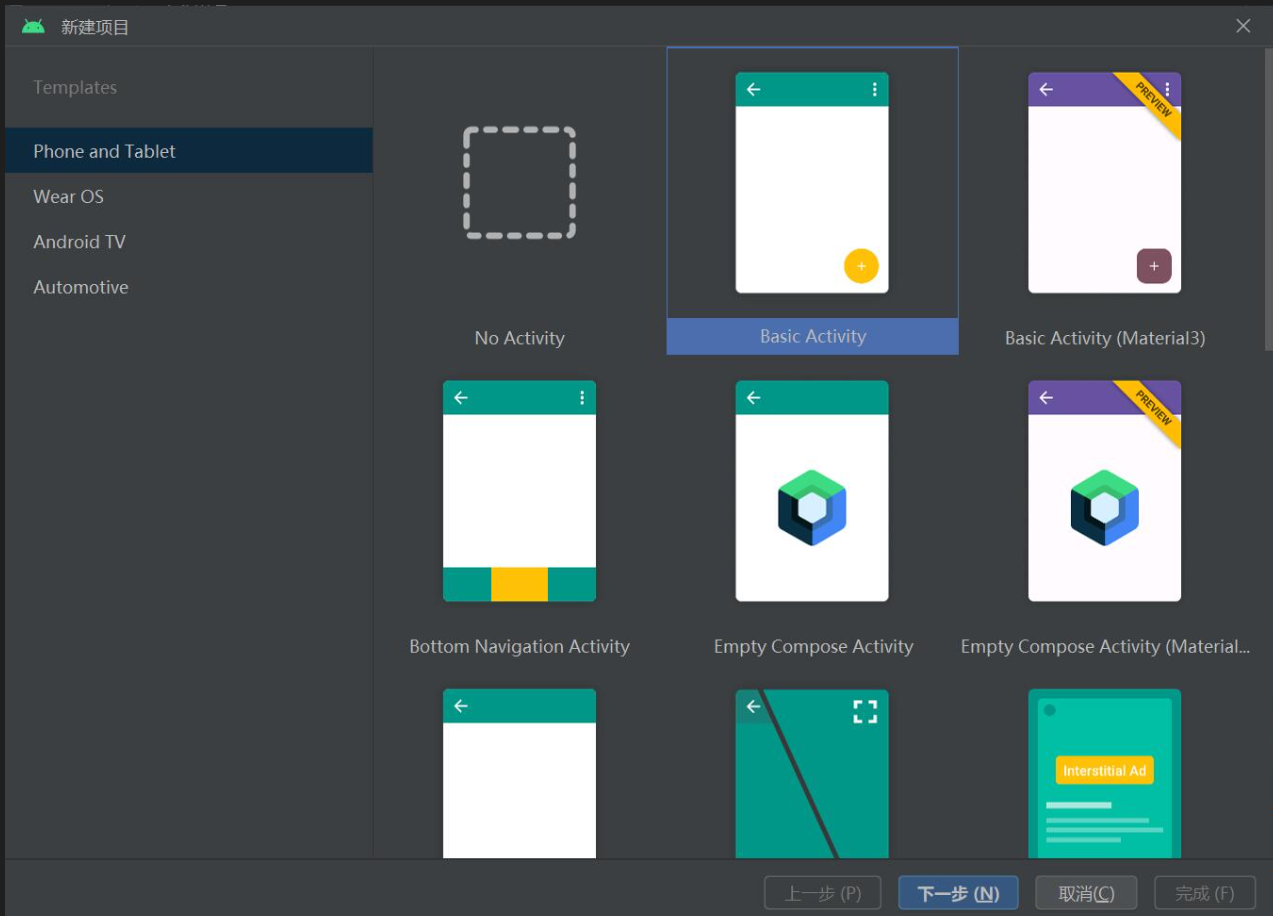 新建项目
Templates
Phone and Tablet
Wear OS
Android TV
Automotive
PREVIEW
No Activity
Basic Activity
Basic Activity (Material3)
PREVIEW
Bottom Navigation Activity
Empty Compose Activity
Empty Compose Activity (Material...
Interstitial Ad
上一步 (P)
下一步 (N)
取消(C)
完成 (F)